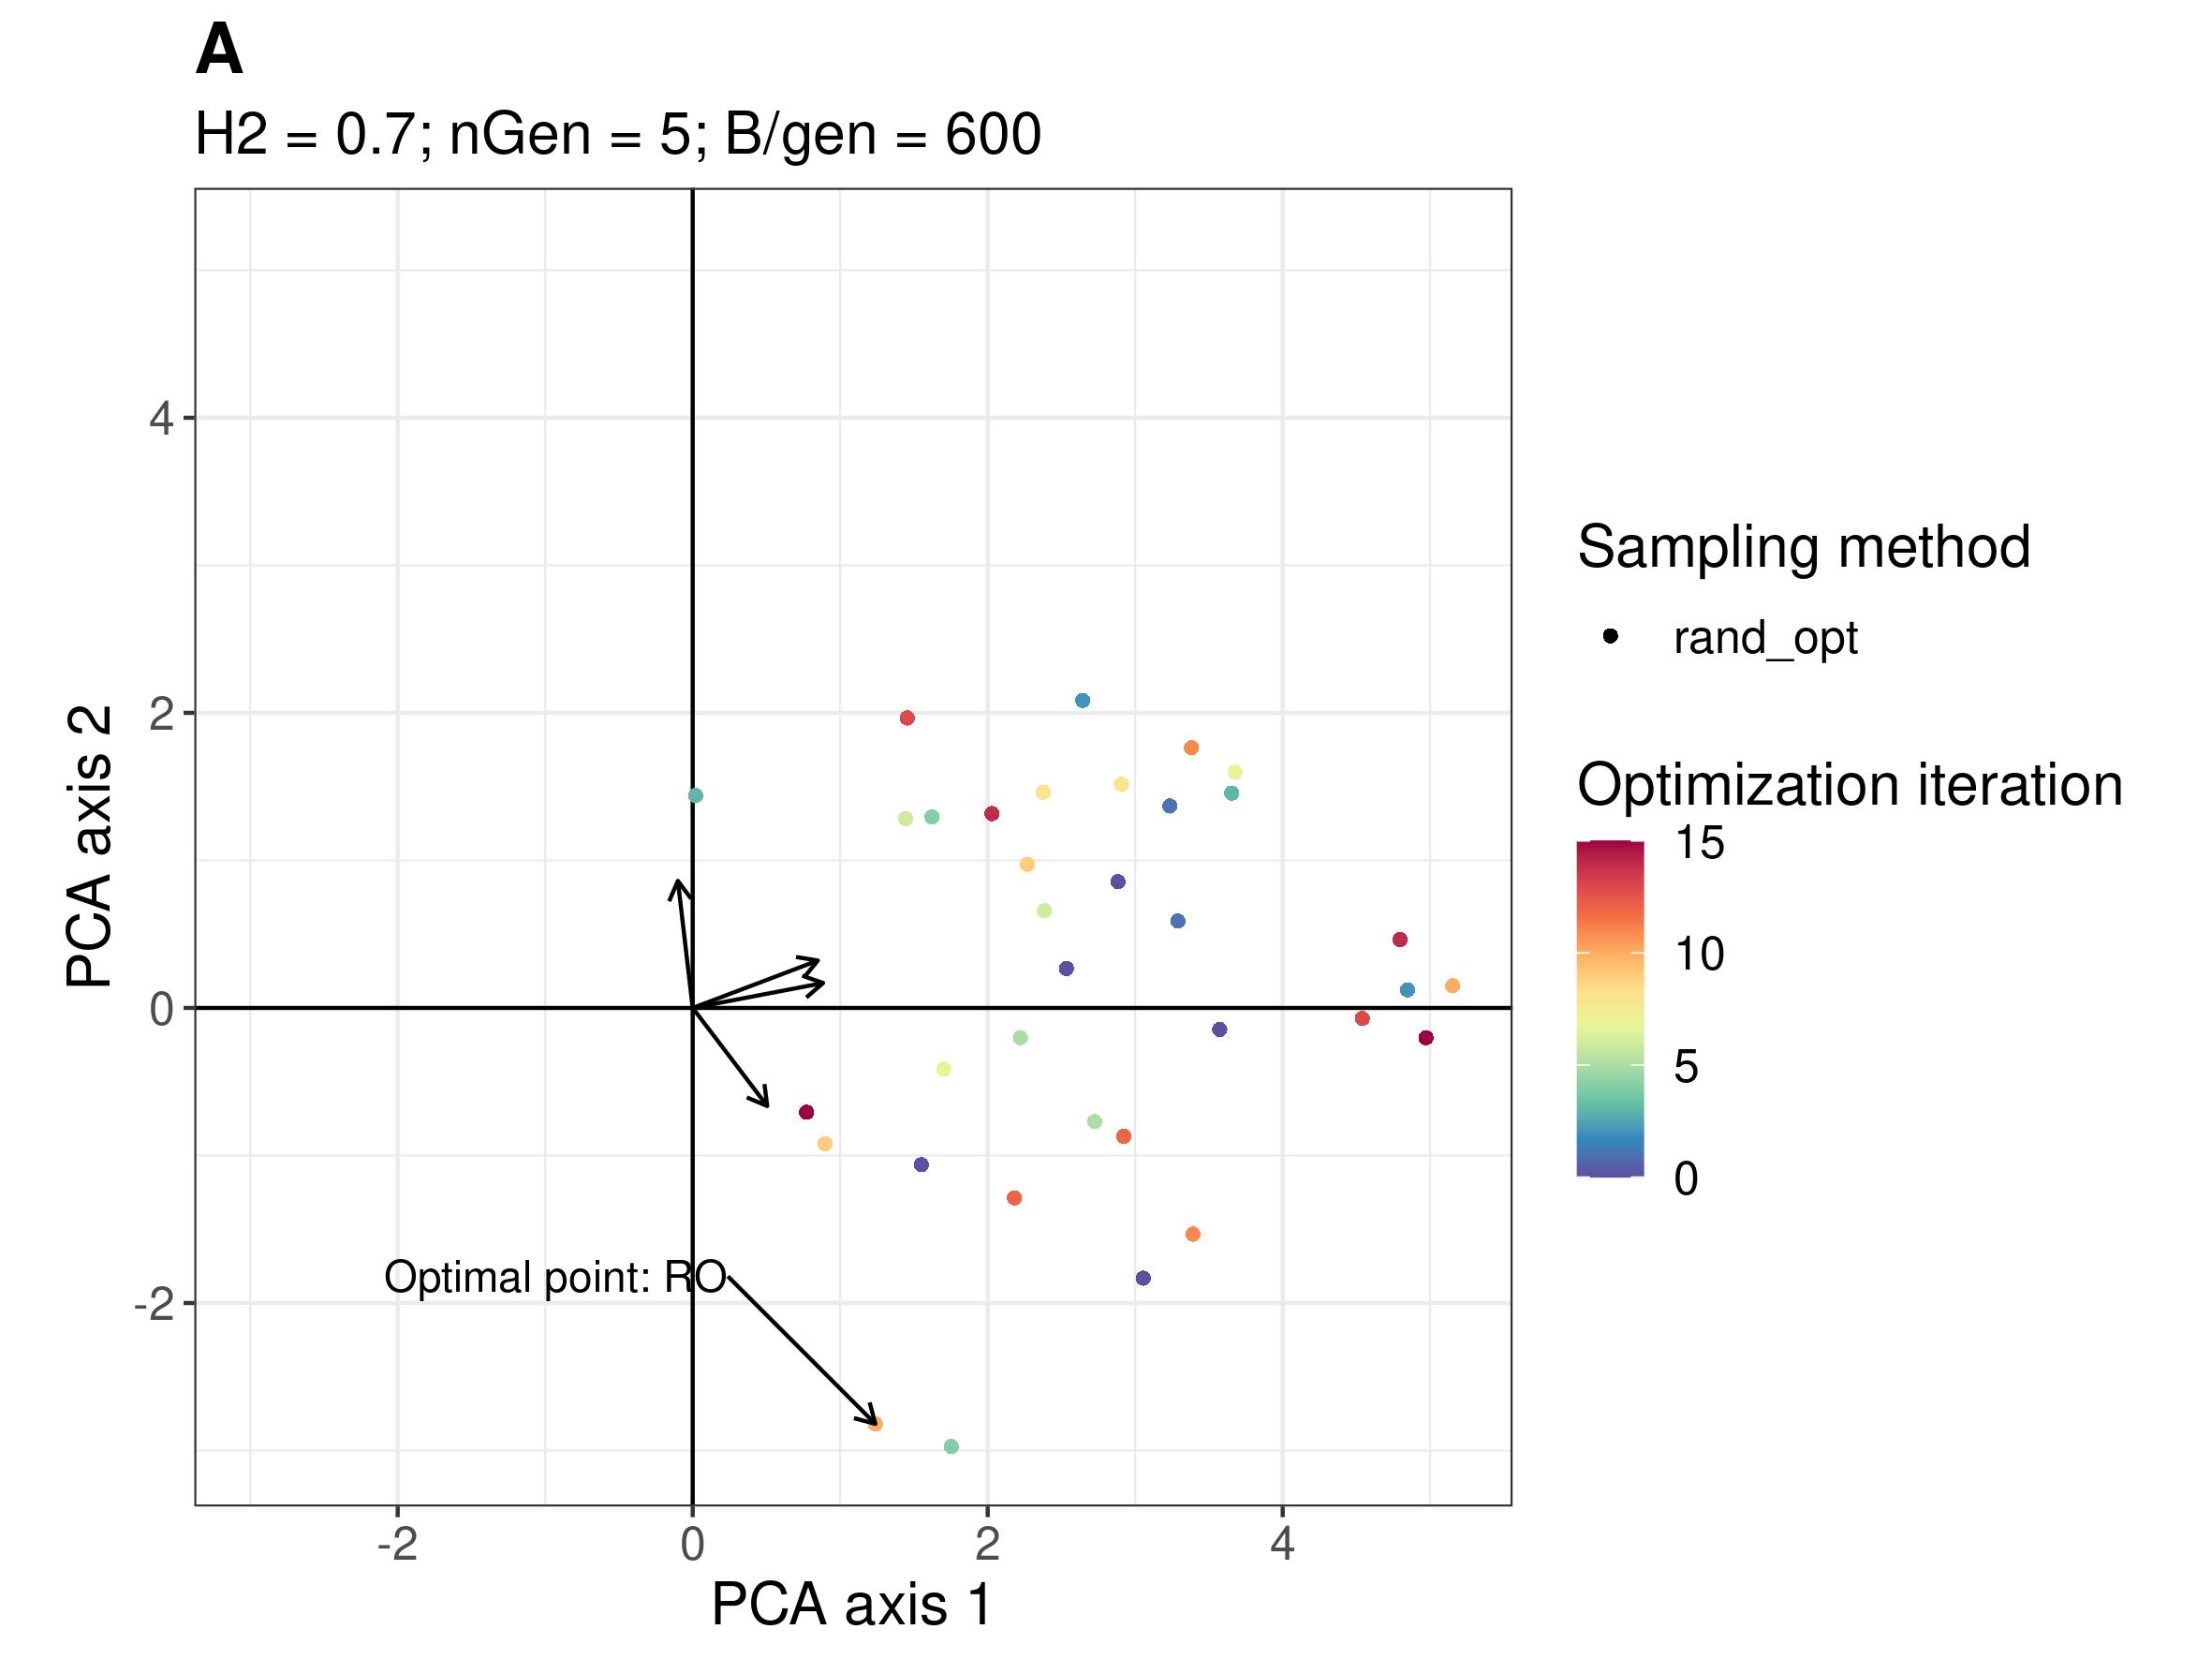 A
H2 = 0.7; nGen = 5; B/gen = 600
PCA axis 2
4
2
0
-2
Optimal point: RO
-2
0
2
4
PCA axis 1
Sampling method
rand_opt
Optimization iteration
15
10
5
0